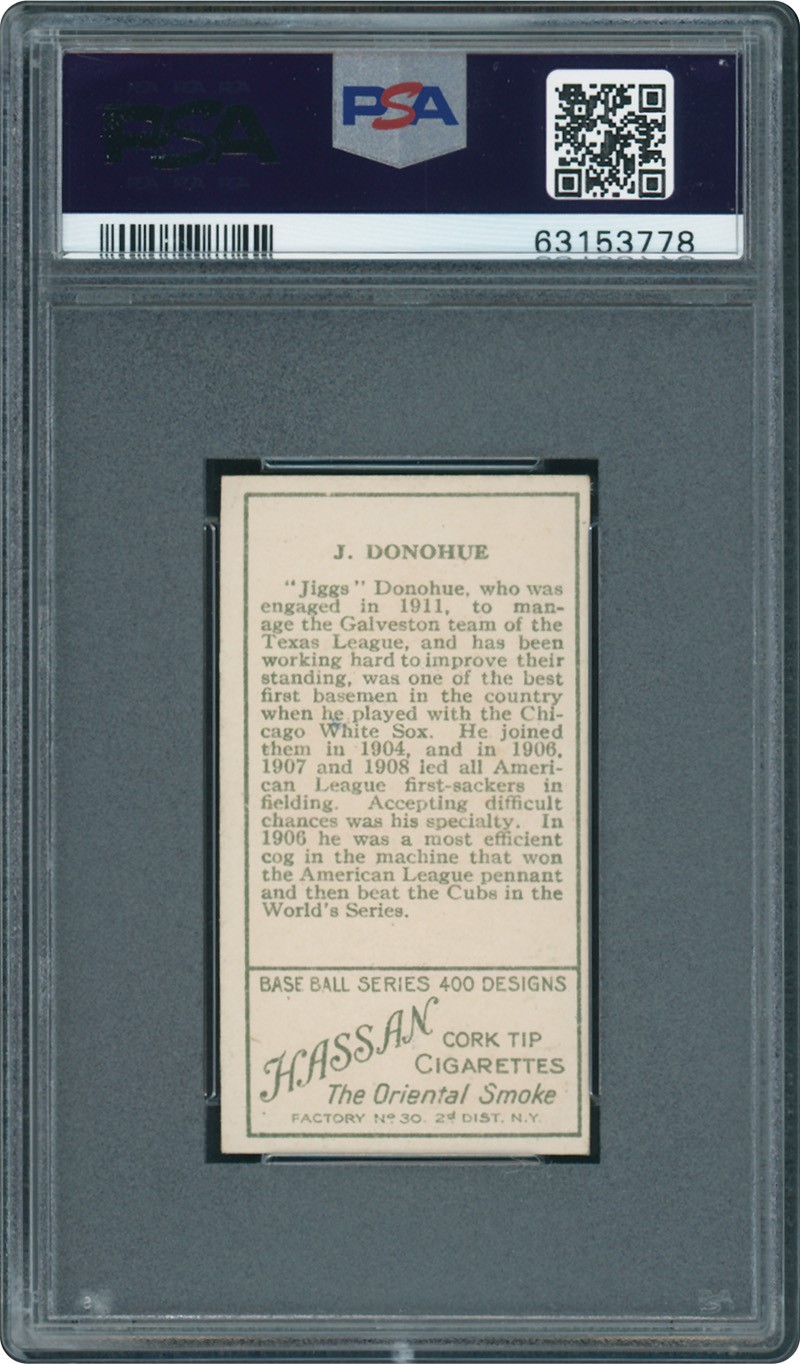 PSA
PSA
63153778
J. DONOHUE
"Jiggs" Donohue, who was
engaged in 1911, to man-
age the Galveston team of the
Texas League, and has been
working hard to improve their
standing, was one of the best
first basemen in the country
when he played with the Chi-
cago White Sox. He joined
them in 1904, and in 1906,
1907 and 1908 led all Ameri-
can League first-sackers in
fielding. Accepting difficult
chances was his specialty. In
1906 he was a most efficient
cog in the machine that won
the American League pennant
and then beat the Cubs in the
World's Series.
BASE BALL SERIES 400 DESIGNS
HASSAN CORK TIP
CIGARETTES
The Oriental Smoke
FACTORY Nº 30. 2d DIST. N.Y.